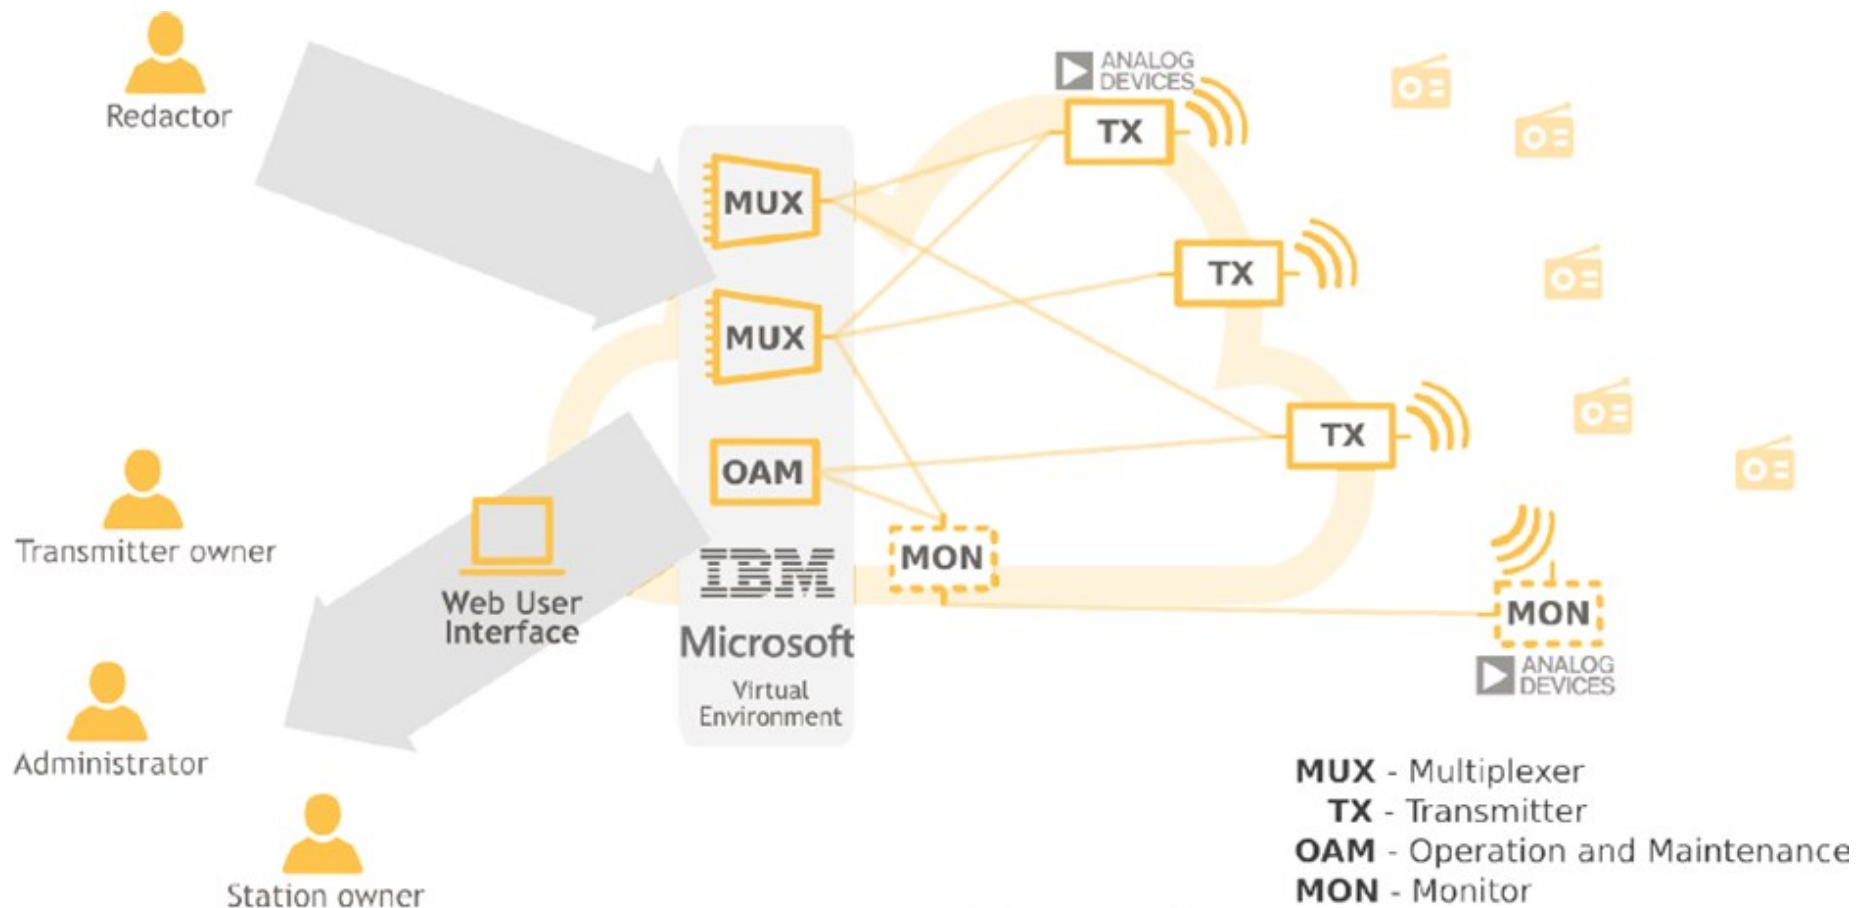 Redactor
ANALOG
DEVICES
TX
MUX
TX
MUX
TX
OAM
Transmitter owner
MON
IBM
Web User
Interface
MON
Microsoft
ANALOG
DEVICES
Virtual
Environment
Administrator
MUX - Multiplexer
TX - Transmitter
OAM - Operation and Maintenance
MON - Monitor
Station owner